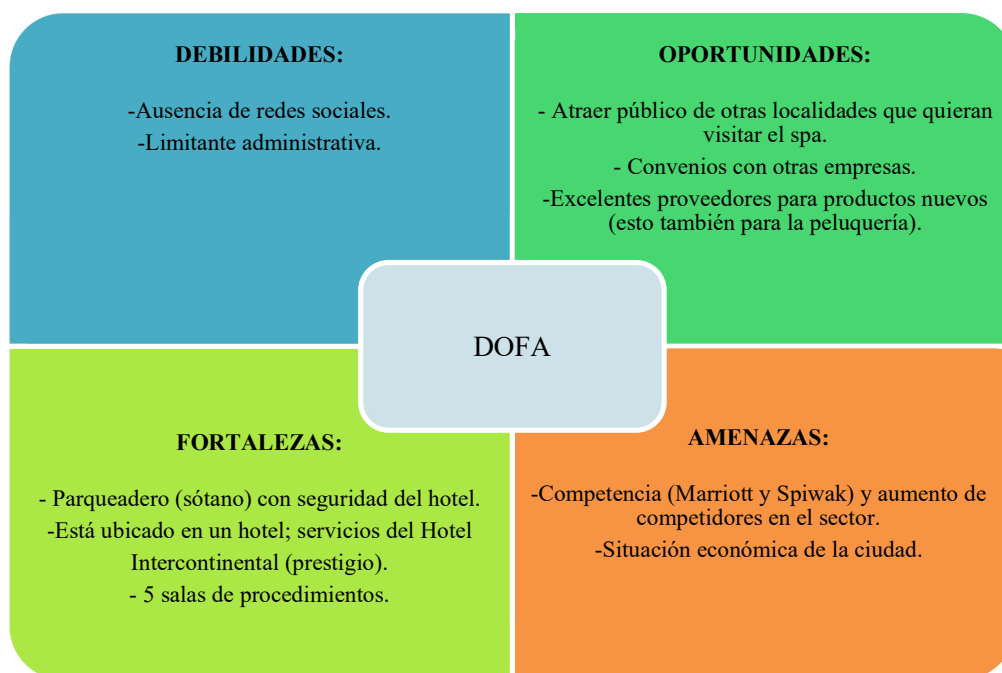 DEBILIDADES:
-Ausencia de redes sociales.
-Limitante administrativa.
OPORTUNIDADES:
- Atraer público de otras localidades que quieran
visitar el spa.
- Convenios con otras empresas.
-Excelentes proveedores para productos nuevos
(esto también para la peluquería).
DOFA
FORTALEZAS:
- Parqueadero (sótano) con seguridad del hotel.
-Está ubicado en un hotel; servicios del Hotel
Intercontinental (prestigio).
- 5 salas de procedimientos.
AMENAZAS:
-Competencia (Marriott y Spiwak) y aumento de
competidores en el sector.
-Situación económica de la ciudad.